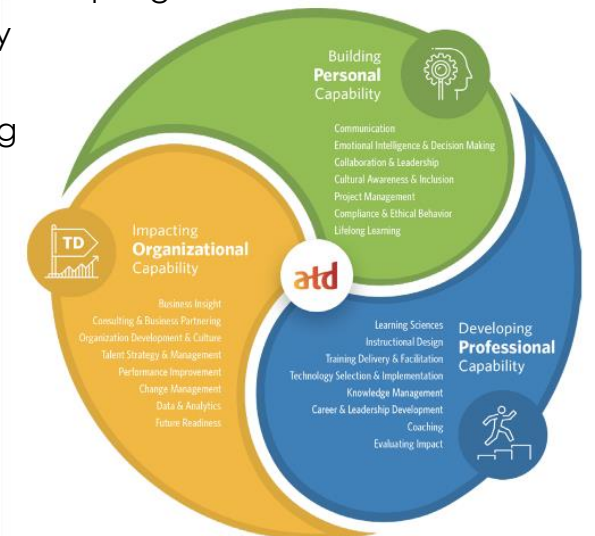 Building
Personal
Capability
Communication
Emotional Intelligence & Decision Making
Collaboration & Leadership
Cultural Awareness & Inclusion
Project Management
Compliance & Ethical Behavior
Lifelong Learning
TD
Impacting
Organizational
Capability
Business Insight
Consulting & Business Partnering
Organization Development & Culture
Talent Strategy & Management
Performance Improvement
Change Management
Data & Analytics
Future Readiness
atd
Developing
Professional
Capability
Learning Sciences
Instructional Design
Training Delivery & Facilitation
Technology Selection & Implementation
Knowledge Management
Career & Leadership Development
Coaching
Evaluating Impact